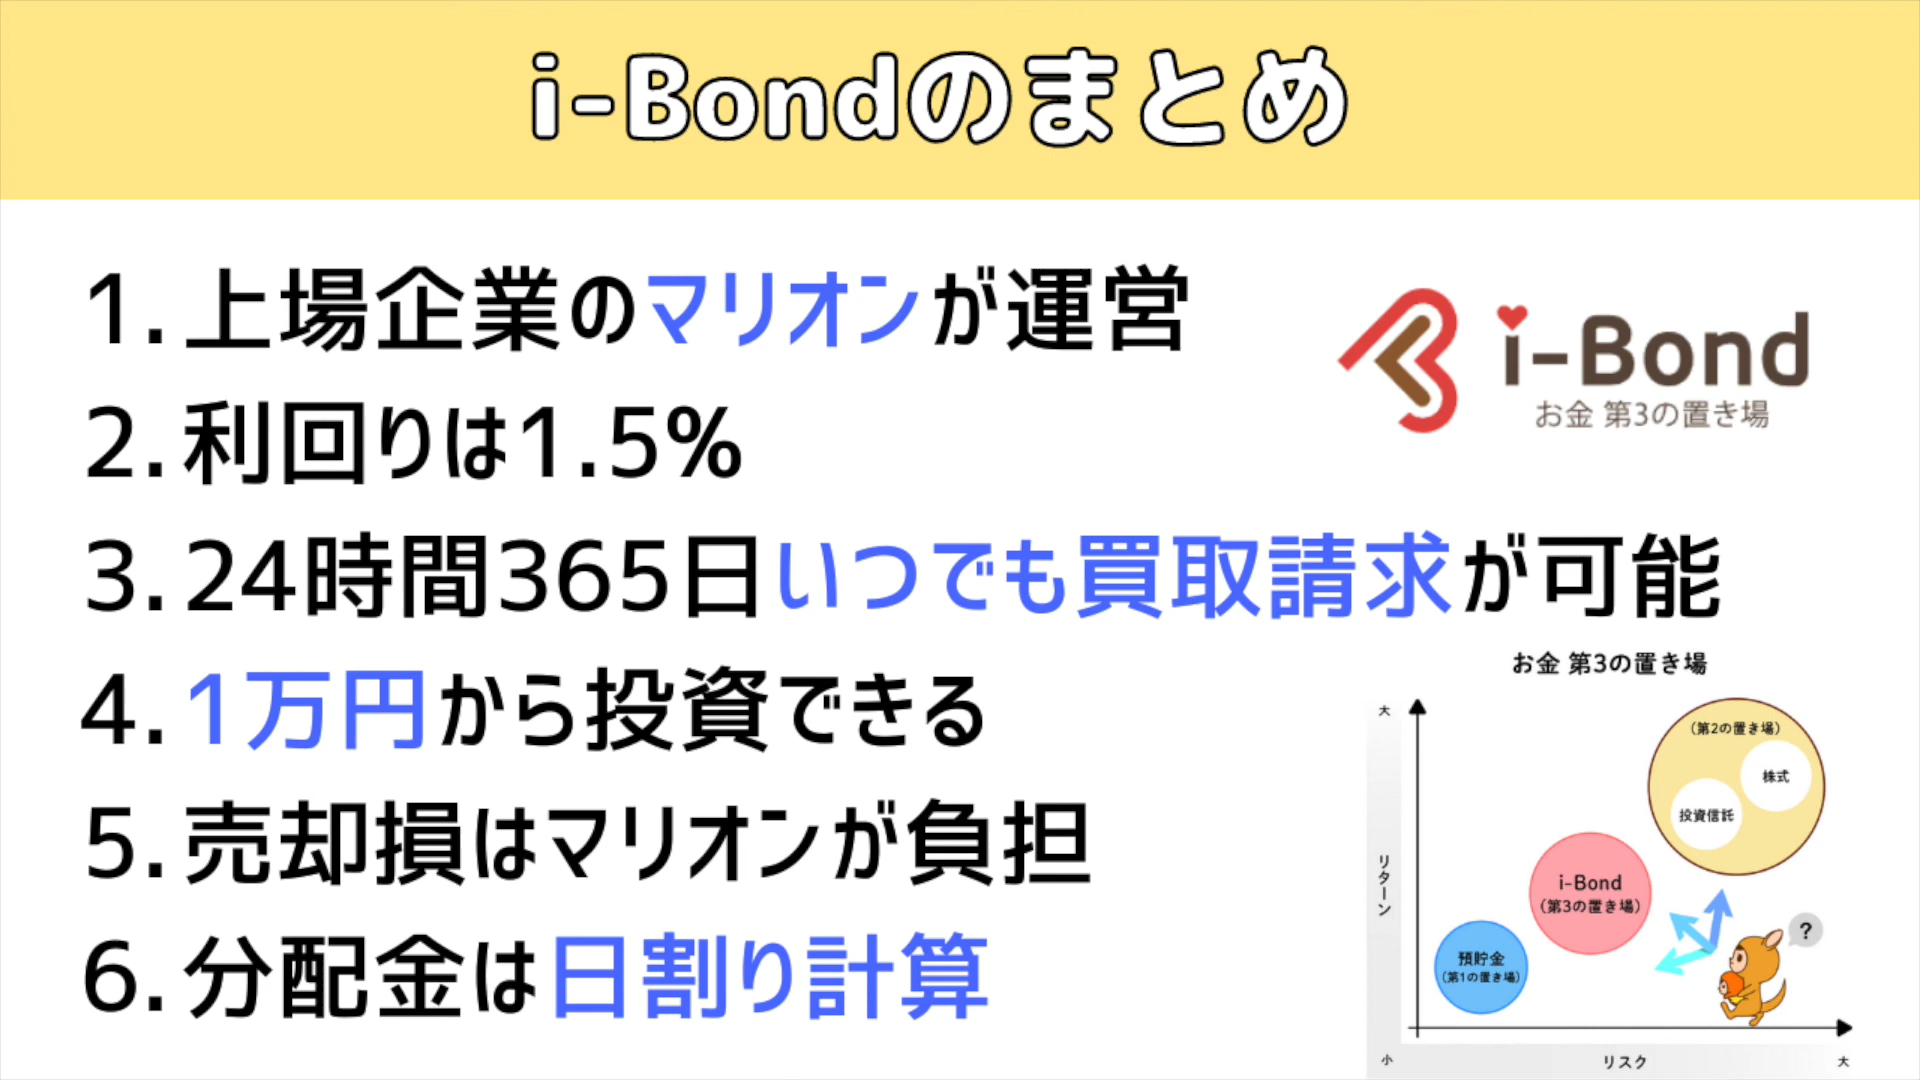 i-Bondのまとめ
1.上場企業のマリオンが運営
2.利回りは1.5%
3.24時間365日いつでも買取請求が可能
4.1万円から投資できる
5.売却損はマリオンが負担
6.分配金は日割り計算
i-Bond
お金 第3の置き場
お金 第3の置き場
大
(第2の置き場)
株式
投資信託
リターン
i-Bond
(第3の置き場)
?
預貯金
(第1の置き場)
小
リスク
大